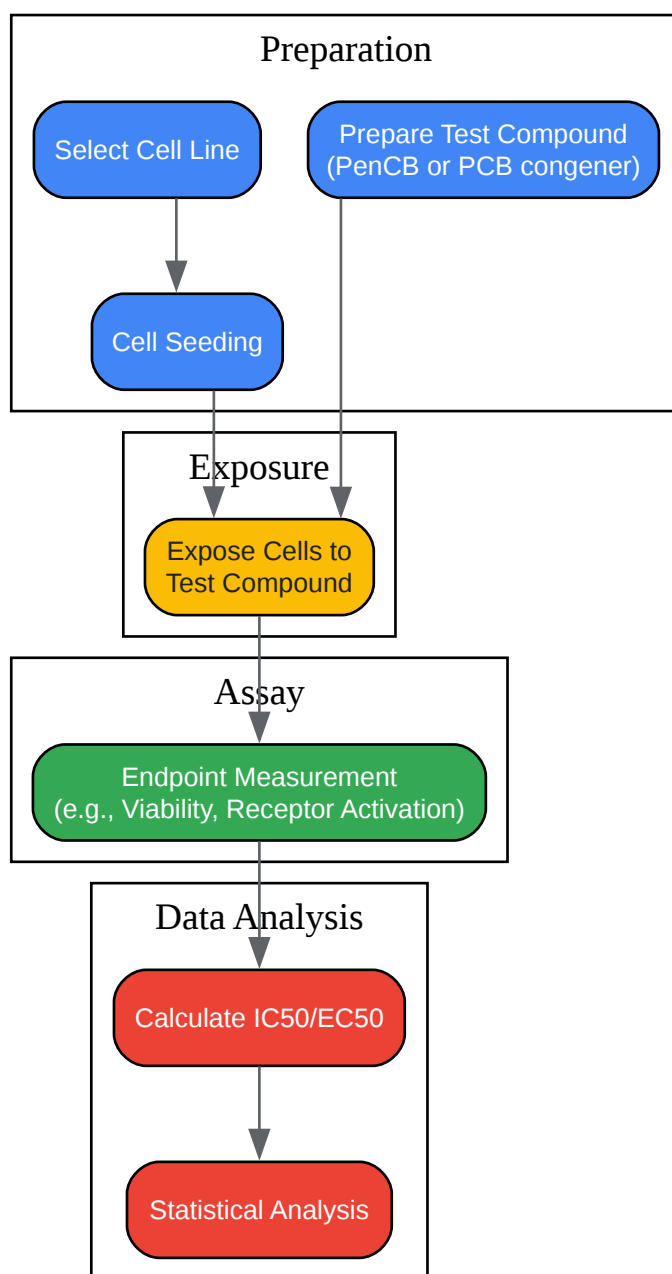 Preparation
Select Cell Line
Prepare Test Compound
(PenCB or PCB congener)
Cell Seeding
Exposure
Expose Cells to
Test Compound
Assay
Endpoint Measurement
(e.g., Viability, Receptor Activation)
Data Analysis
Calculate IC50/EC50
Statistical Analysis